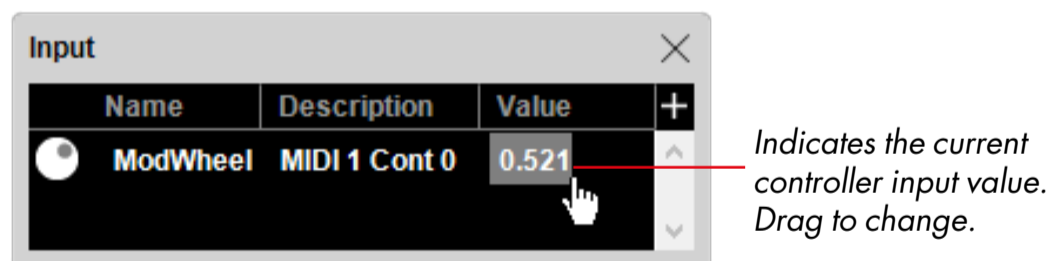 Input
Name Description Value +
ModWheel MIDI 1 Cont 0 0.521
Indicates the current
controller input value.
Drag to change.